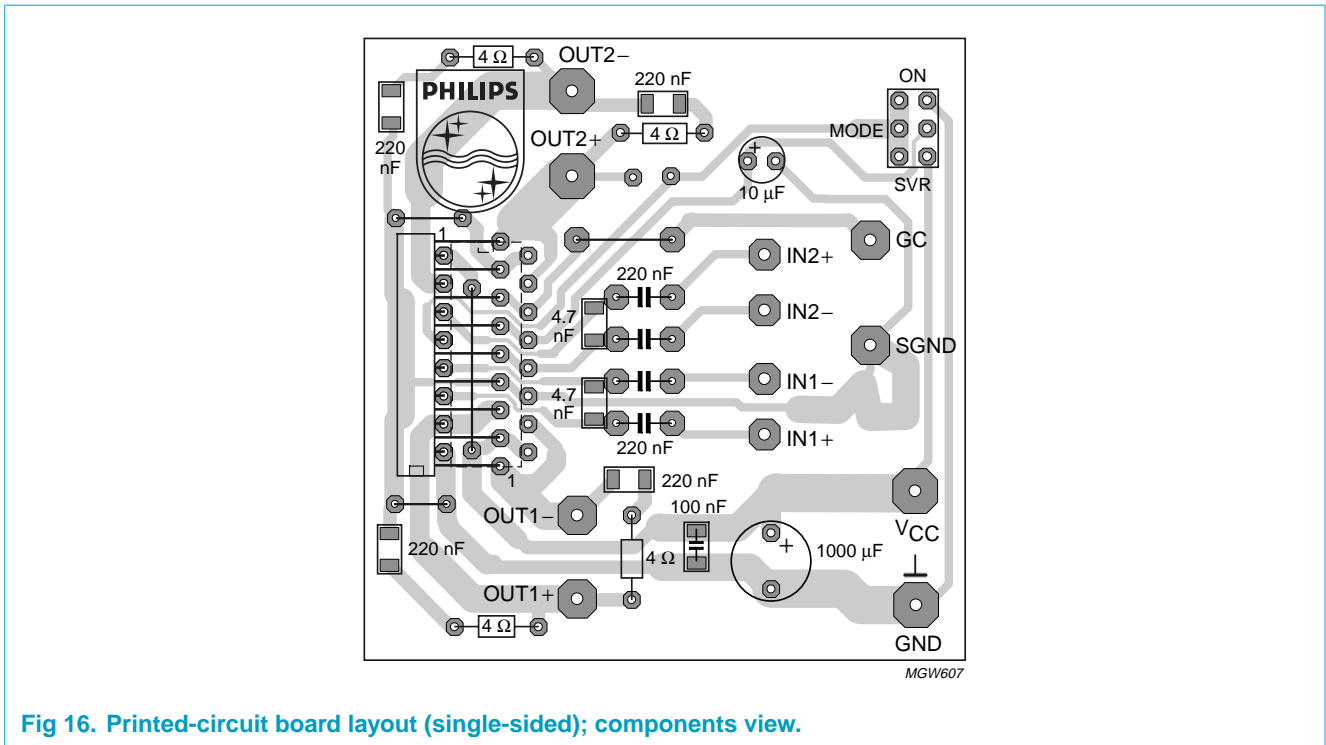 4 Ω
OUT2−
PHILIPS
220 nF
ON
220
nF
OUT2+
4 Ω
MODE
+
10 µF
SVR
1
GC
IN2+
220 nF
4.7
nF
IN2−
SGND
IN1−
4.7
nF
220 nF
IN1+
1
220 nF
OUT1−
100 nF
VCC
220 nF
4 Ω
+
1000 µF
OUT1+
4 Ω
GND
MGW607
Fig 16. Printed-circuit board layout (single-sided); components view.